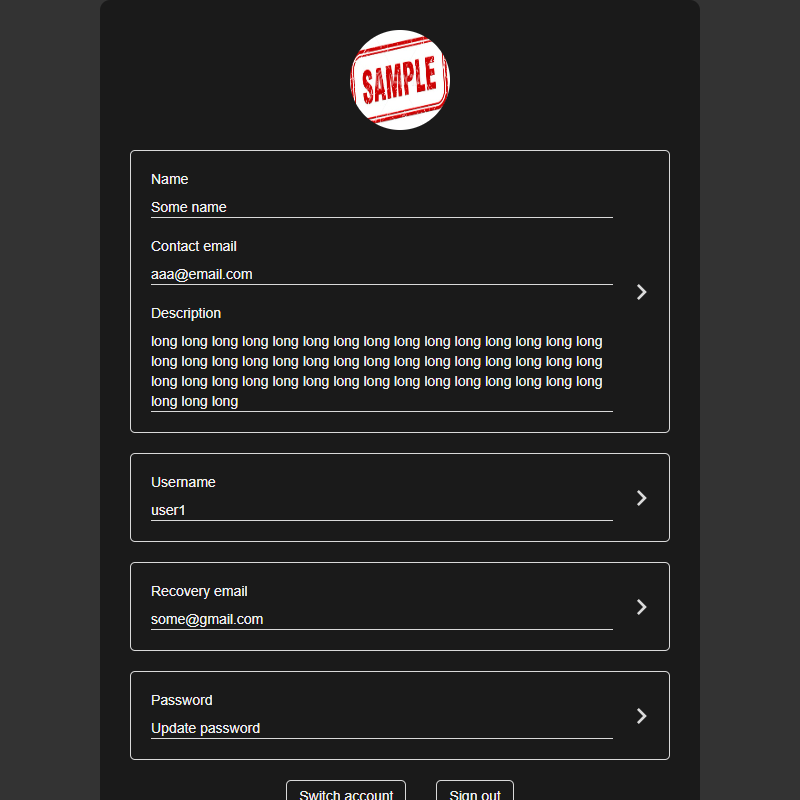 SAMPLE
Name
Some name
Contact email
aaa@email.com
Description
long long long long long long long long long long long long long long long
long long long long long long long long long long long long long long long
long long long long long long long long long long long long long long long
long long long
Username
user1
Recovery email
some@gmail.com
Password
Update password
Switch account
Sign out